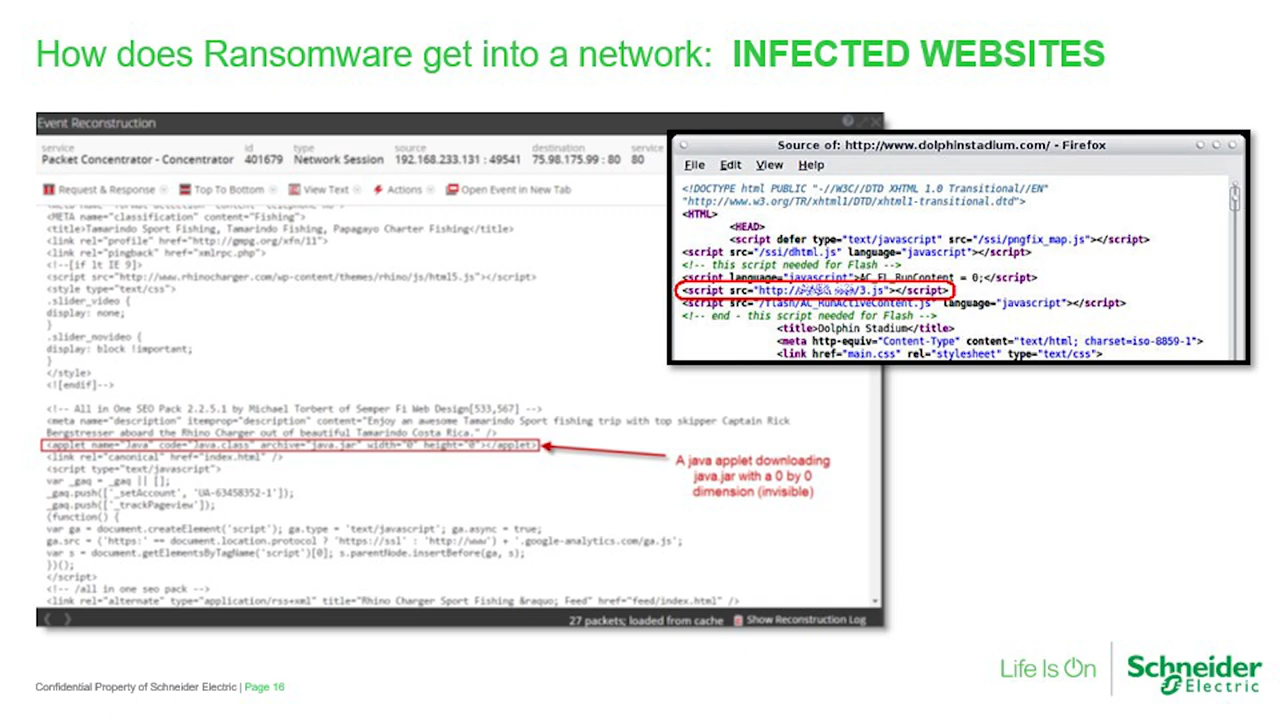 How does Ransomware get into a network: INFECTED WEBSITES
Event Reconstruction
service id type source destination service
Packet Concentrator - Concentrator 401679 Network Session 192.168.233.131 : 49541 75.98.175.99 : 80 80
Request & Response Top To Bottom View Text Actions Open Event in New Tab
<META name="classification" content="Fishing">
<title>Tamarindo Sport Fishing, Tamarindo Fishing, Papagayo Charter Fishing</title>
<link rel="profile" href="http://gmpg.org/xfn/11">
<link rel="pingback" href="xmlrpc.php">
<!--[if lt IE 9]>
<script src="http://www.rhinocharger.com/wp-content/themes/rhino/js/html5.js"></script>
<style type="text/css">
.slider_video {
display: none;
}
.slider_novideo {
display: block !important;
}
</style>
<![endif]-->
<!-- All in One SEO Pack 2.2.5.1 by Michael Torbert of Semper Fi Web Design[533,567] -->
<meta name="description" itemprop="description" content="Enjoy an awesome Tamarindo Sport fishing trip with top skipper Captain Rick
Bergstresser aboard the Rhino Charger out of beautiful Tamarindo Costa Rica." />
<applet name="Java" code="Java.class" archive="java.jar" width="0" height="0"></applet>
<link rel="canonical" href="index.html" />
<script type="text/javascript">
var _gaq = _gaq || [];
_gaq.push(['_setAccount', 'UA-63458352-1']);
_gaq.push(['_trackPageview']);
(function() {
var ga = document.createElement('script'); ga.type = 'text/javascript'; ga.async = true;
ga.src = ('https:' == document.location.protocol ? 'https://ssl' : 'http://www') + '.google-analytics.com/ga.js';
var s = document.getElementsByTagName('script')[0]; s.parentNode.insertBefore(ga, s);
})();
</script>
<!-- /all in one seo pack -->
<link rel="alternate" type="application/rss+xml" title="Rhino Charger Sport Fishing &raquo; Feed" href="feed/index.html" />
27 packets; loaded from cache Show Reconstruction Log
A java applet downloading
java.jar with a 0 by 0
dimension (invisible)
Source of: http://www.dolphinstadium.com/ - Firefox
File Edit View Help
<!DOCTYPE html PUBLIC "-//W3C//DTD XHTML 1.0 Transitional//EN"
"http://www.w3.org/TR/xhtml1/DTD/xhtml1-transitional.dtd">
<HTML>
<HEAD>
<script defer type="text/javascript" src="/ssi/pngfix_map.js"></script>
<script src="/ssi/dhtml.js" language="javascript"></script>
<!-- this script needed for Flash -->
<script language="javascript">AC_FL_RunContent = 0;</script>
<script src="http:// /3.js"></script>
<script src="/flash/AC_RunActiveContent.js" language="javascript"></script>
<!-- end - this script needed for Flash -->
<title>Dolphin Stadium</title>
<meta http-equiv="Content-Type" content="text/html; charset=iso-8859-1">
<link href="main.css" rel="stylesheet" type="text/css">
Confidential Property of Schneider Electric | Page 16
Life Is On
Schneider
Electric